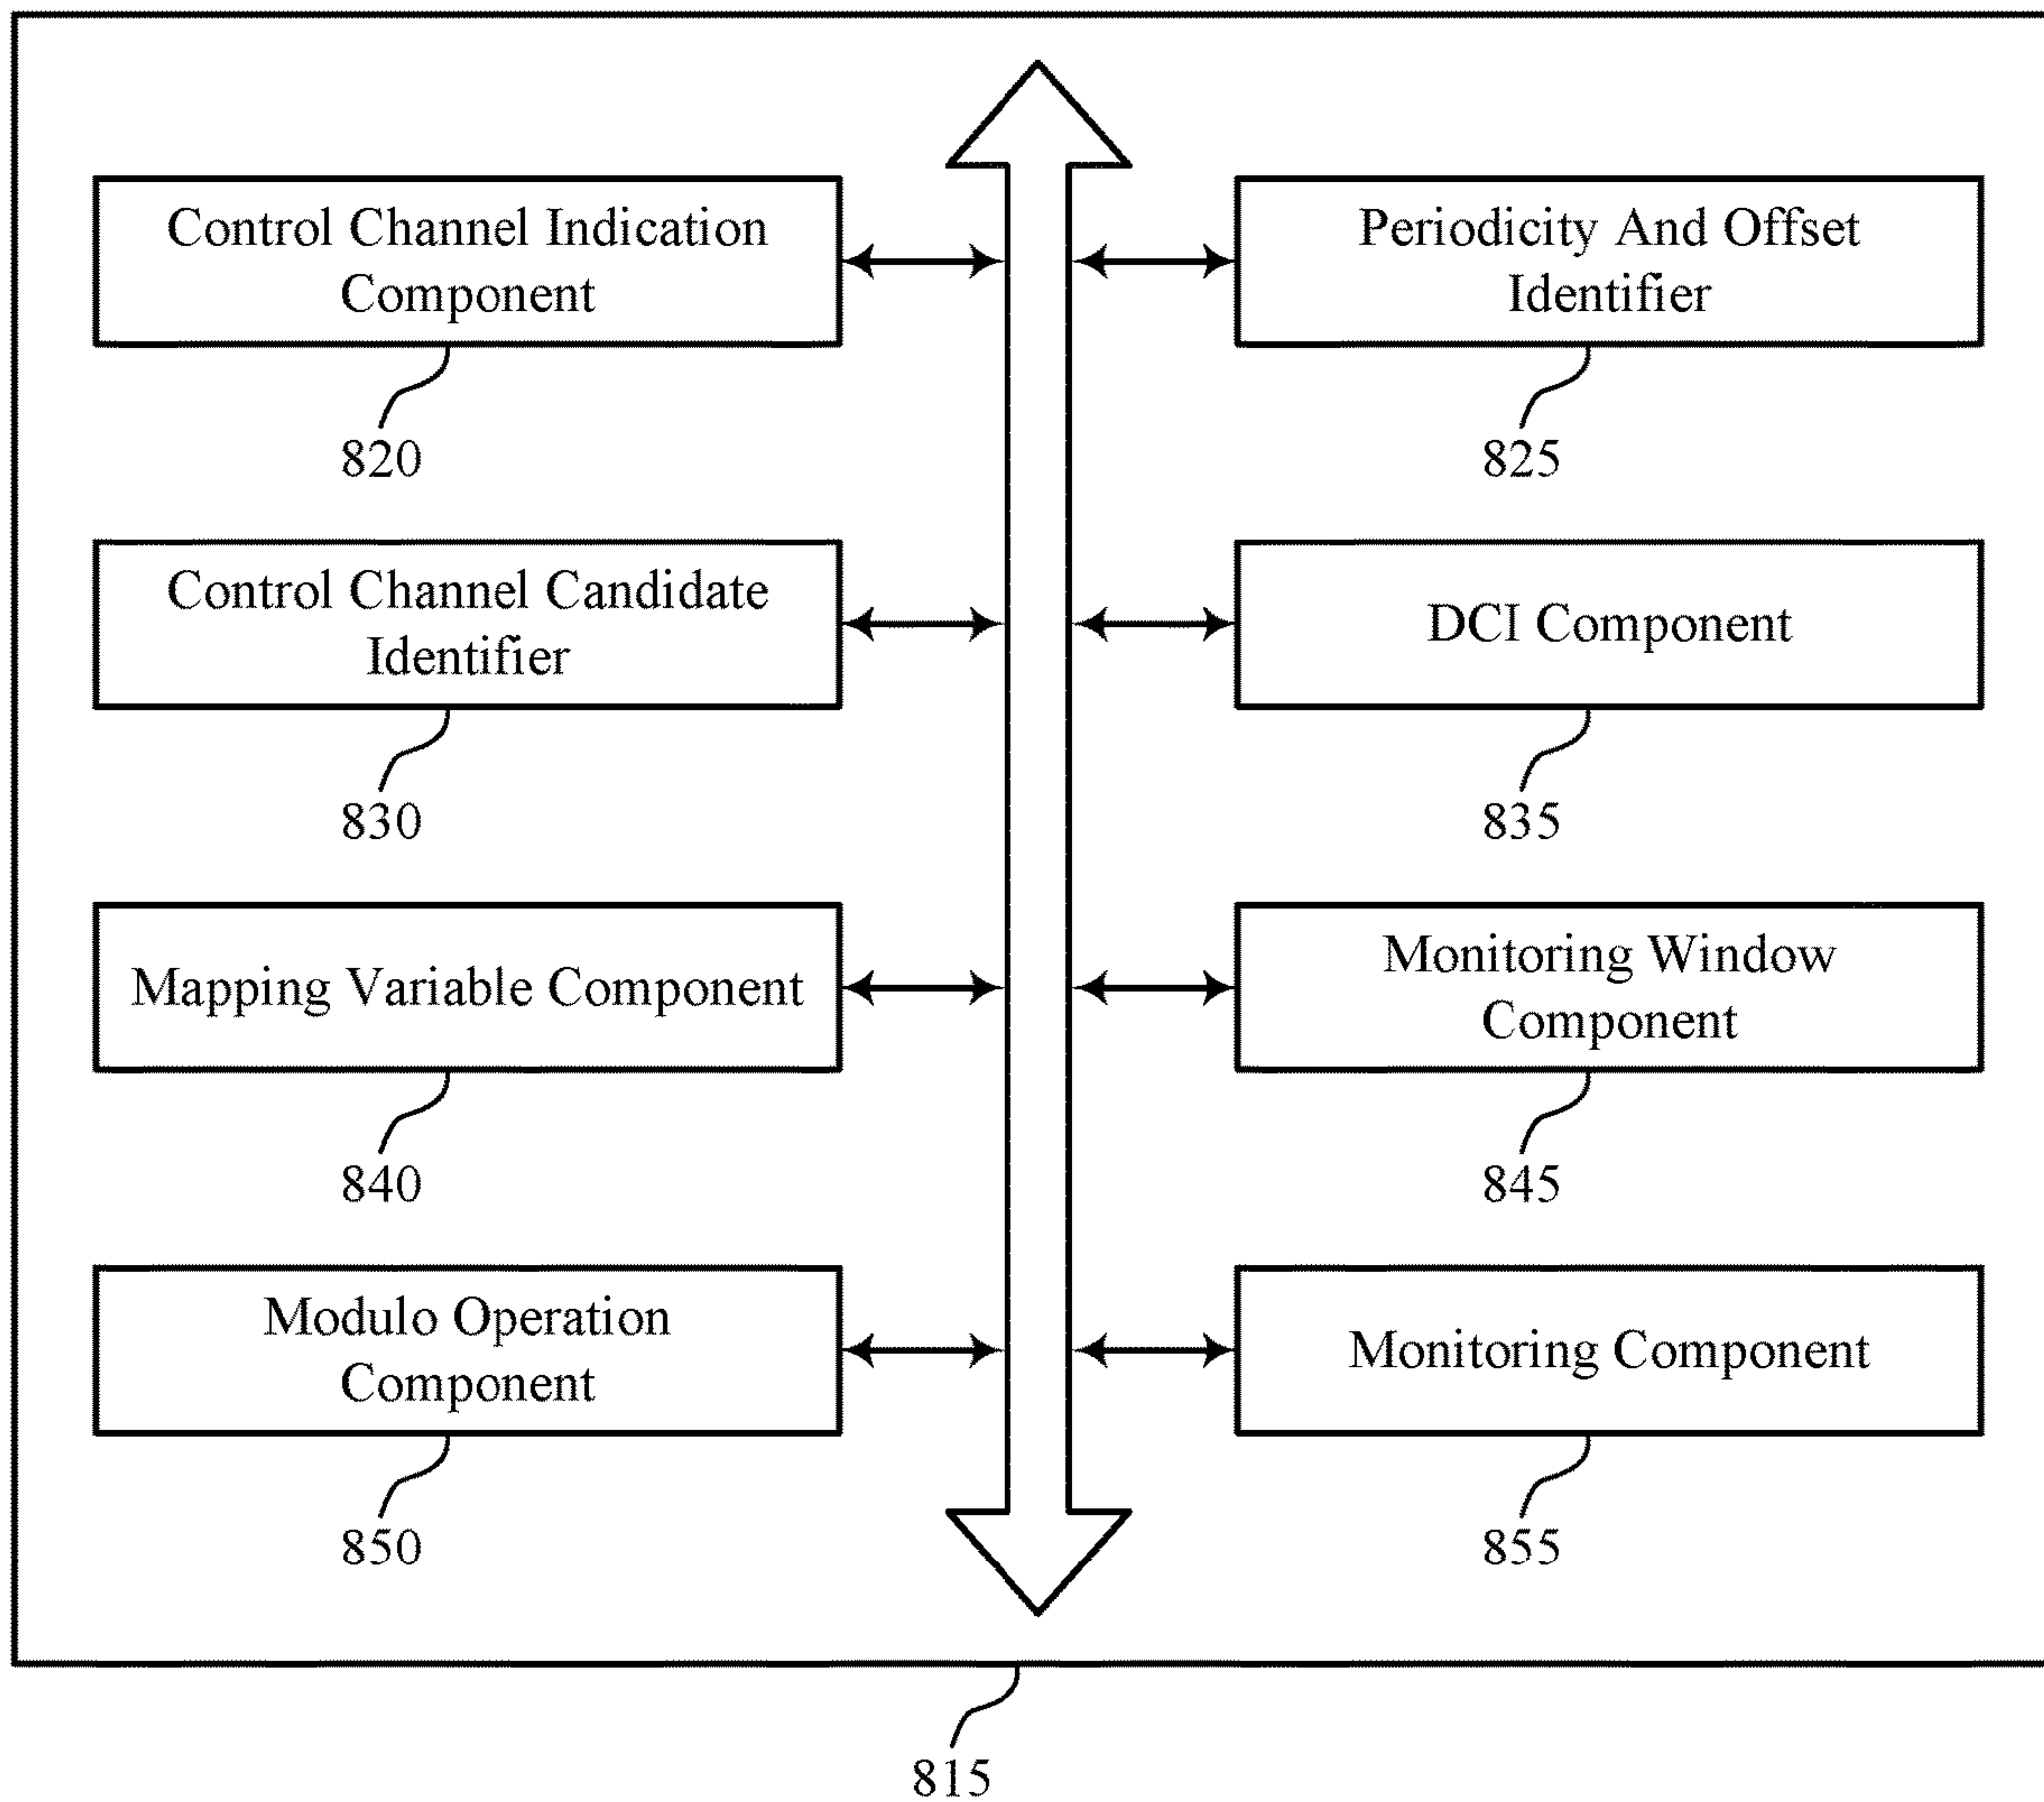 Control Channel Indication
Component
820
Periodicity And Offset
Identifier
825
Control Channel Candidate
Identifier
830
DCI Component
835
Mapping Variable Component
840
Monitoring Window
Component
845
Modulo Operation
Component
850
Monitoring Component
855
815